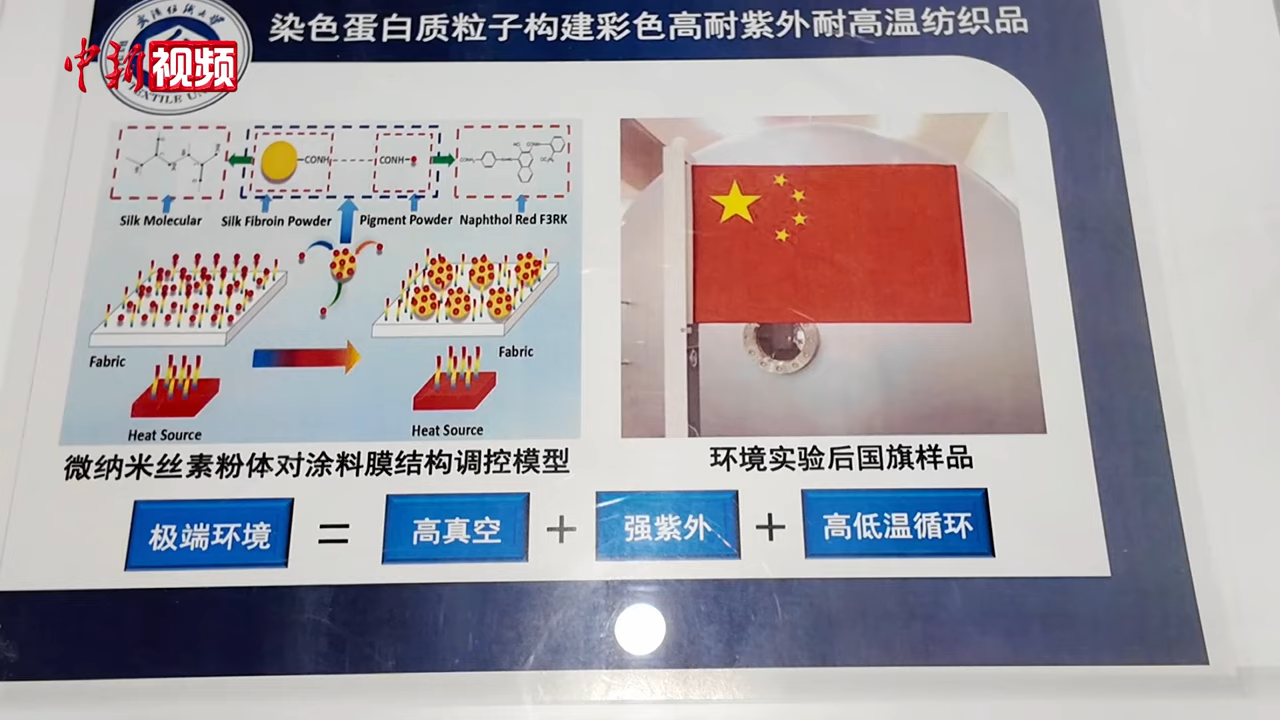 中新视频
TEXTILE UN
染色蛋白质粒子构建彩色高耐紫外耐高温纺织品
CONH
CONH
Silk Molecular
Silk Fibroin Powder
Pigment Powder
Naphthol Red F3RK
Fabric
Fabric
Heat Source
Heat Source
微纳米丝素粉体对涂料膜结构调控模型
环境实验后国旗样品
极端环境 = 高真空 + 强紫外 + 高低温循环